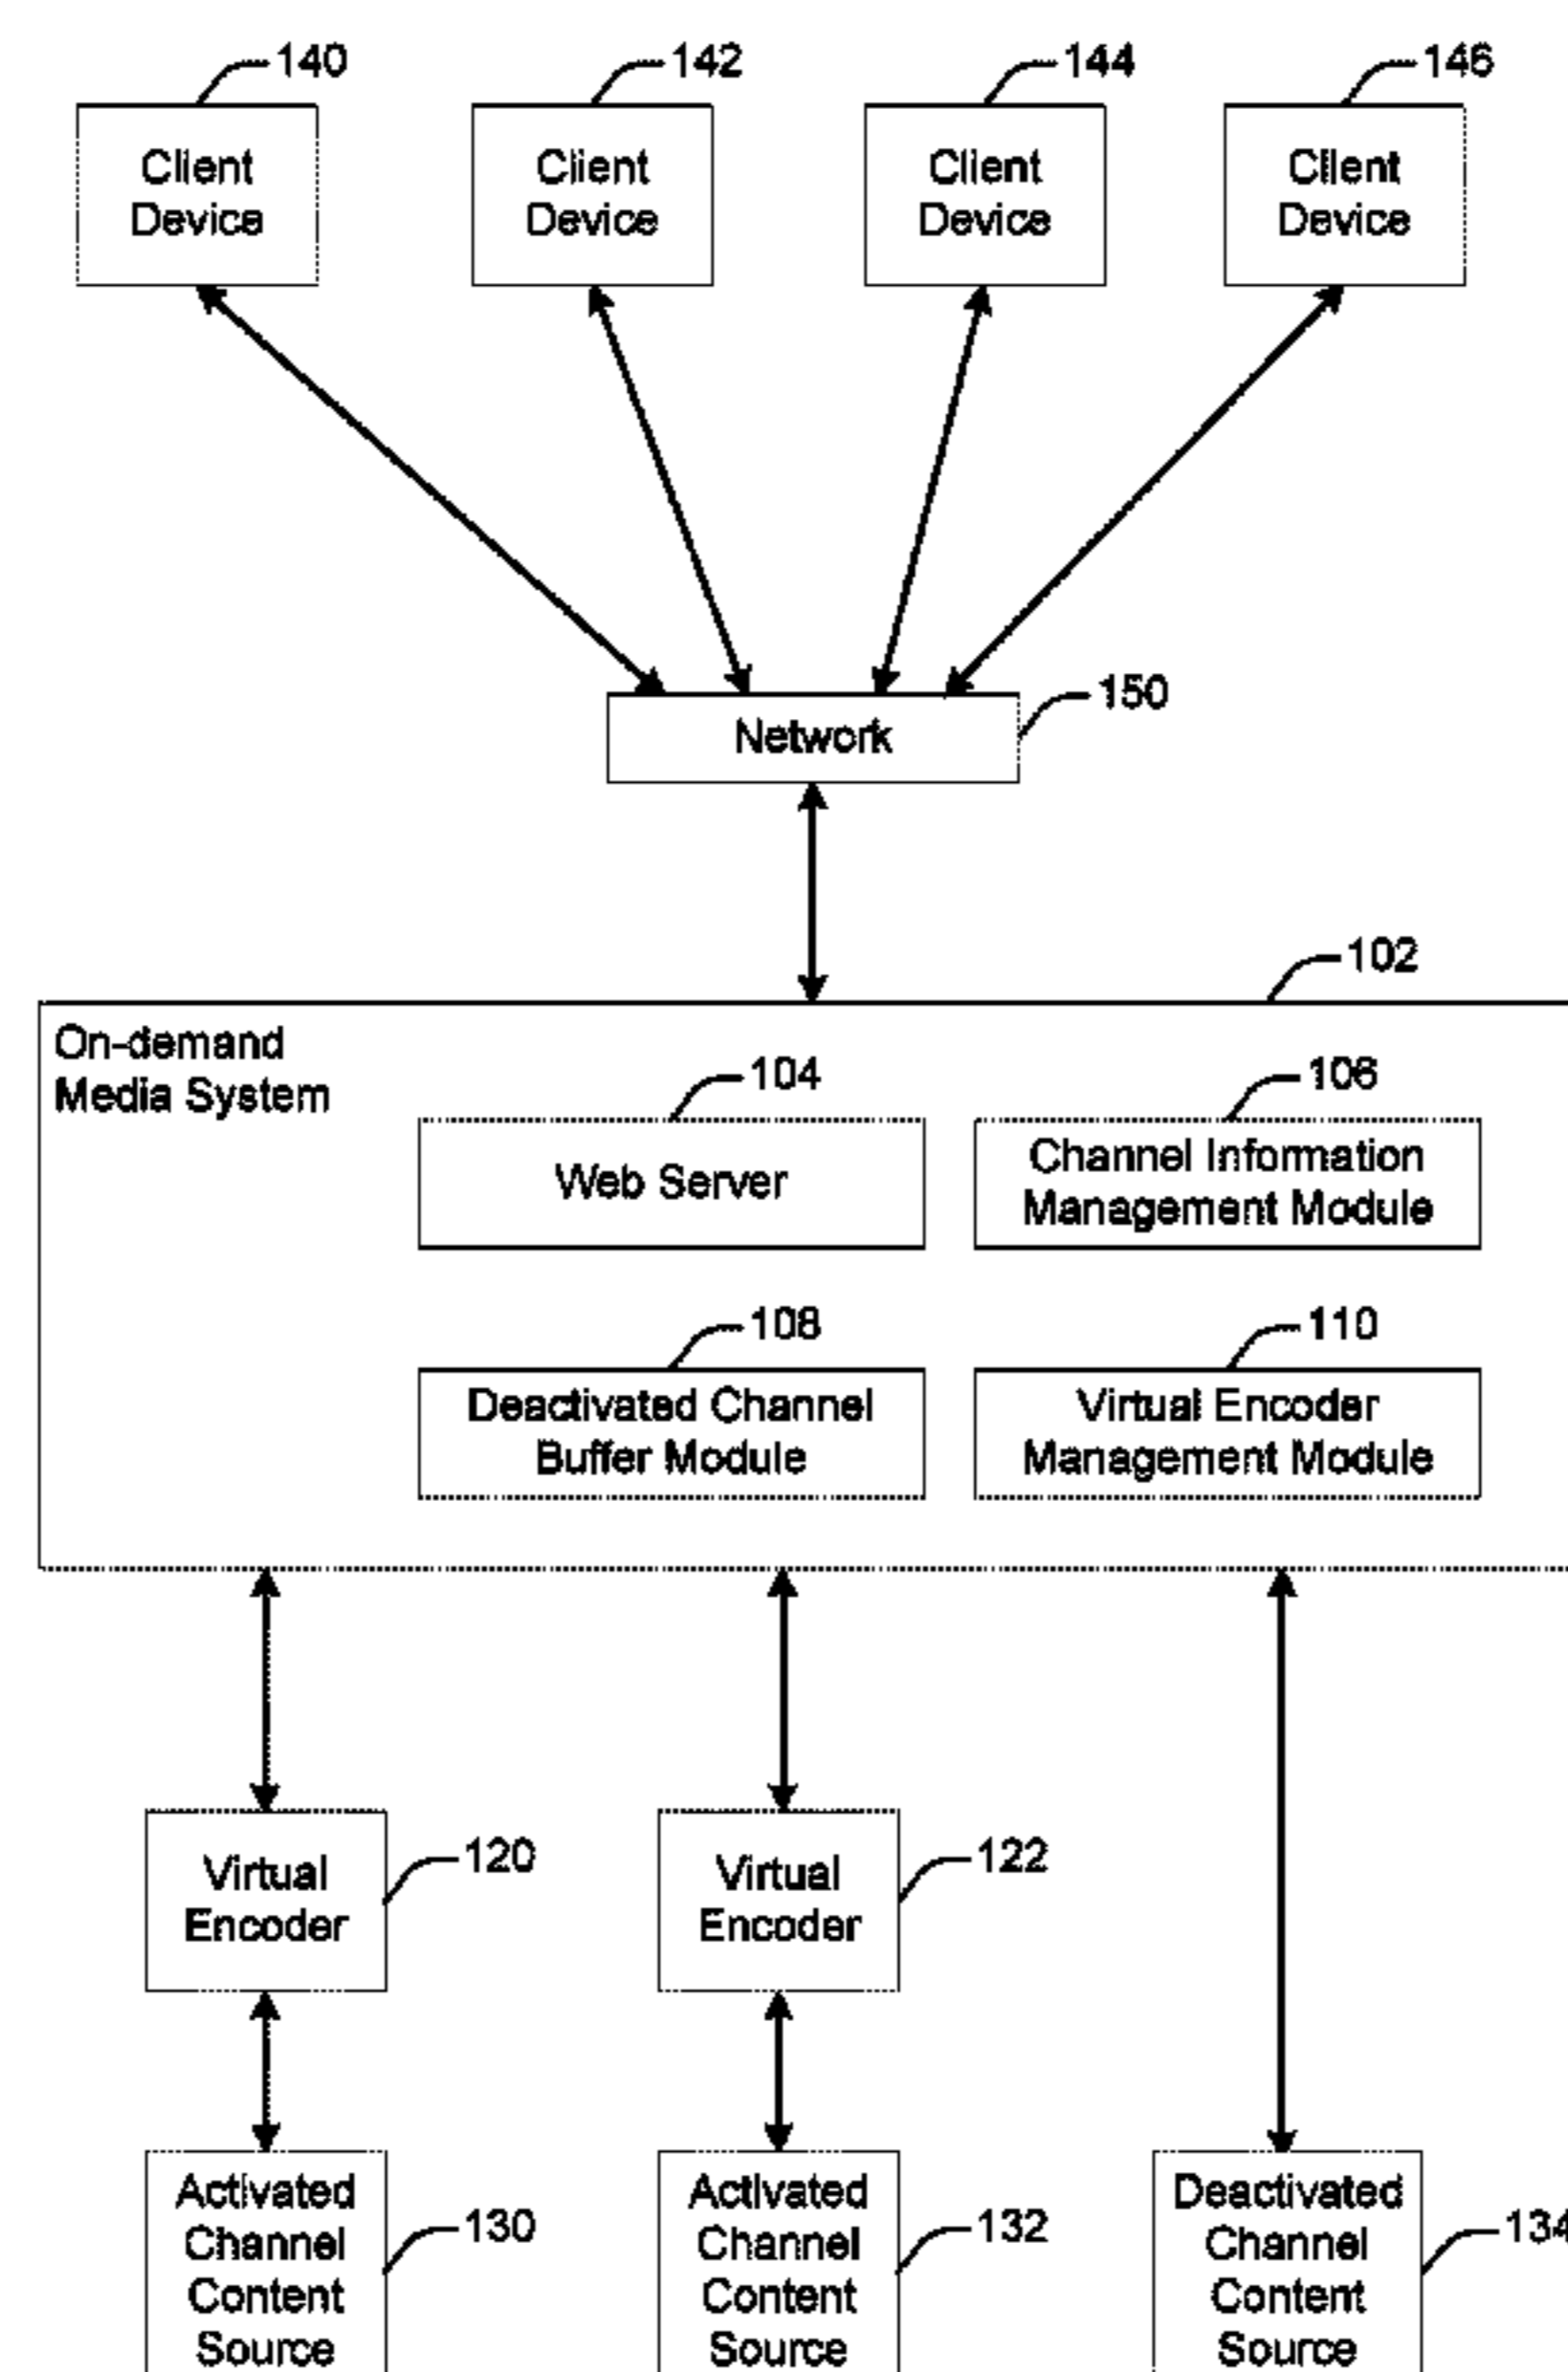 140
142
144
146
Client
Device
Client
Device
Client
Device
Client
Device
150
Network
102
On-demand
Media System
104
106
Web Server
Channel Information
Management Module
108
110
Deactivated Channel
Buffer Module
Virtual Encoder
Management Module
Virtual
Encoder
120
Virtual
Encoder
122
Activated
Channel
Content
Source
130
Activated
Channel
Content
Source
132
Deactivated
Channel
Content
Source
134